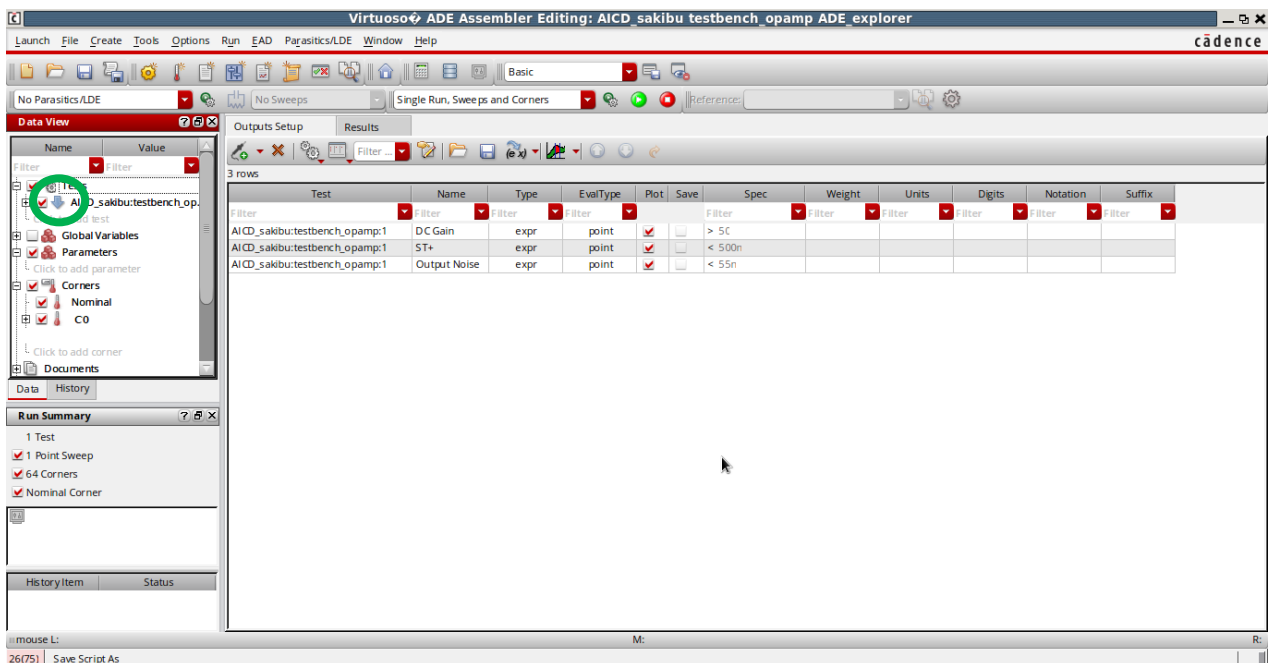 Virtuoso� ADE Assembler Editing: AICD_sakibu testbench_opamp ADE_explorer
Launch File Create Tools Options Run EAD Parasitics/LDE Window Help
cādence
Basic
No Parasitics/LDE No Sweeps Single Run, Sweeps and Corners Reference:
Data View
Name Value
Filter Filter
AICD_sakibu:testbench_op.
test
Global Variables
Parameters
Click to add parameter
Corners
Nominal
C0
Click to add corner
Documents
Data History
Run Summary
1 Test
1 Point Sweep
64 Corners
Nominal Corner
History Item Status
Outputs Setup Results
Filter ... (e x)
3 rows
Test Name Type EvalType Plot Save Spec Weight Units Digits Notation Suffix
Filter Filter Filter Filter Filter Filter Filter Filter Filter Filter
AICD_sakibu:testbench_opamp:1 DC Gain expr point > 50
AICD_sakibu:testbench_opamp:1 ST+ expr point < 500n
AICD_sakibu:testbench_opamp:1 Output Noise expr point < 55n
mouse L: M: R:
26(75) Save Script As